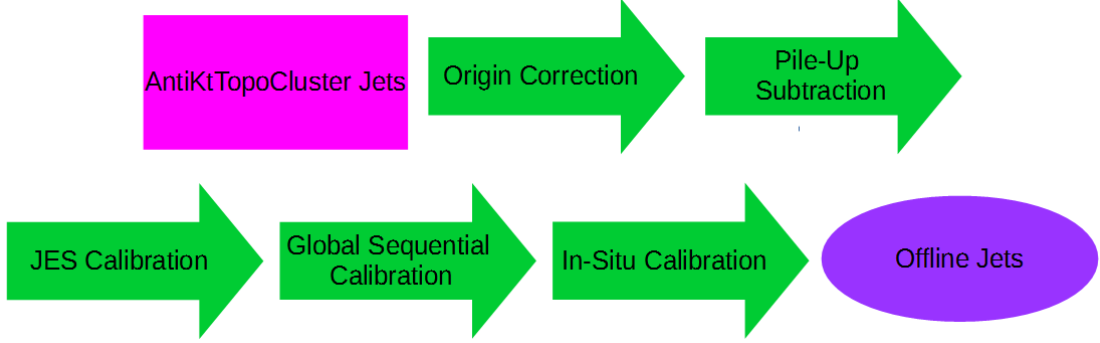 AntiKtTopoCluster Jets
Origin Correction
Pile-Up
Subtraction
JES Calibration
Global Sequential
Calibration
In-Situ Calibration
Offline Jets